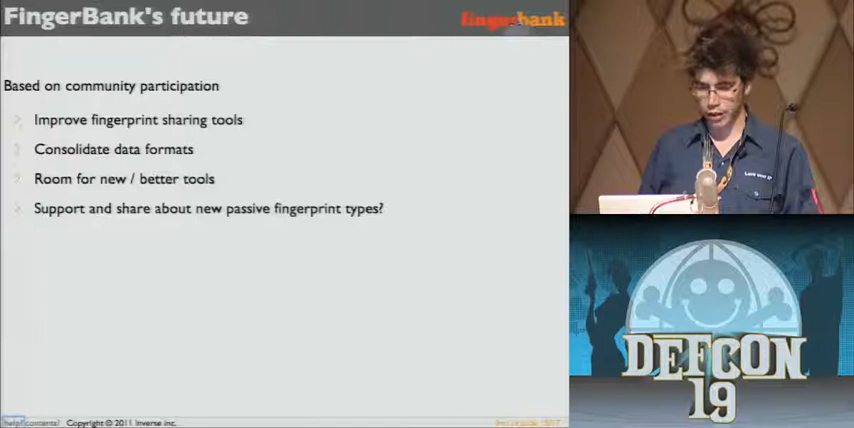 FingerBank's future
fingerbank
Based on community participation
Improve fingerprint sharing tools
Consolidate data formats
Room for new / better tools
Support and share about new passive fingerprint types?
Copyright © 2011 Inverse inc.
DEFCON
19